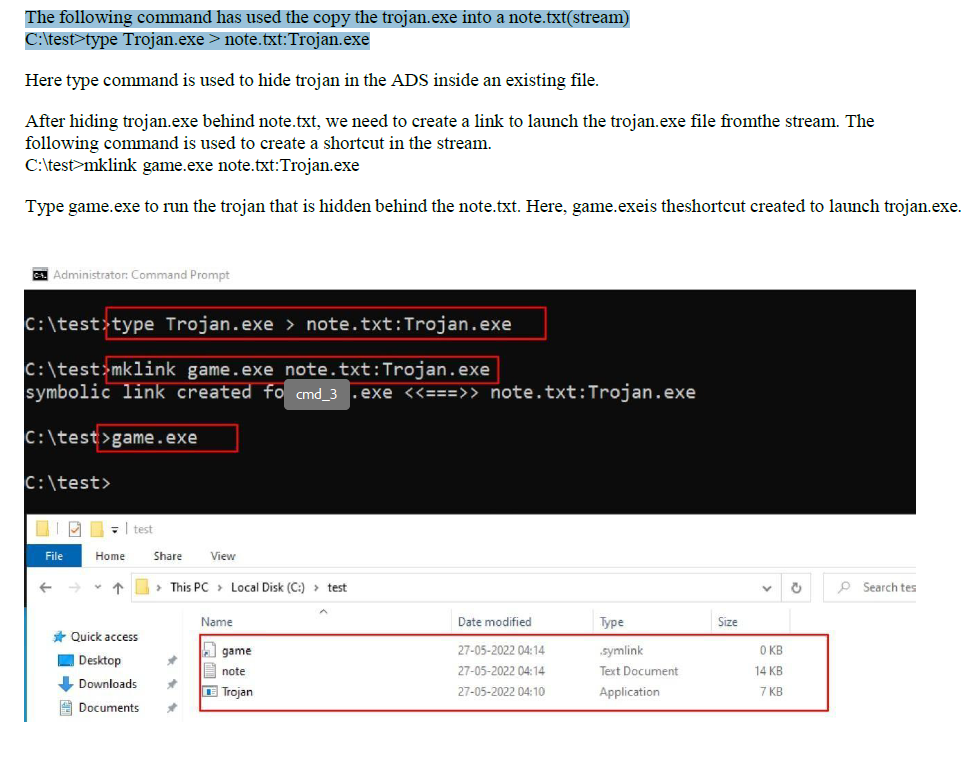 The following command has used the copy the trojan.exe into a note.txt(stream)
C:\test>type Trojan.exe > note.txt:Trojan.exe
Here type command is used to hide trojan in the ADS inside an existing file.
After hiding trojan.exe behind note.txt, we need to create a link to launch the trojan.exe file fromthe stream. The
following command is used to create a shortcut in the stream.
C:\test>mklink game.exe note.txt:Trojan.exe
Type game.exe to run the trojan that is hidden behind the note.txt. Here, game.exeis theshortcut created to launch trojan.exe.
Administrator: Command Prompt
C:\test>type Trojan.exe > note.txt:Trojan.exe
C:\test>mklink game.exe note.txt:Trojan.exe
symbolic link created fo cmd_3 .exe <<===>> note.txt:Trojan.exe
C:\test>game.exe
C:\test>
test
File Home Share View
This PC > Local Disk (C:) > test Search tes
Name Date modified Type Size
Quick access
game 27-05-2022 04:14 .symlink 0 KB
Desktop
note 27-05-2022 04:14 Text Document 14 KB
Downloads
Trojan 27-05-2022 04:10 Application 7 KB
Documents